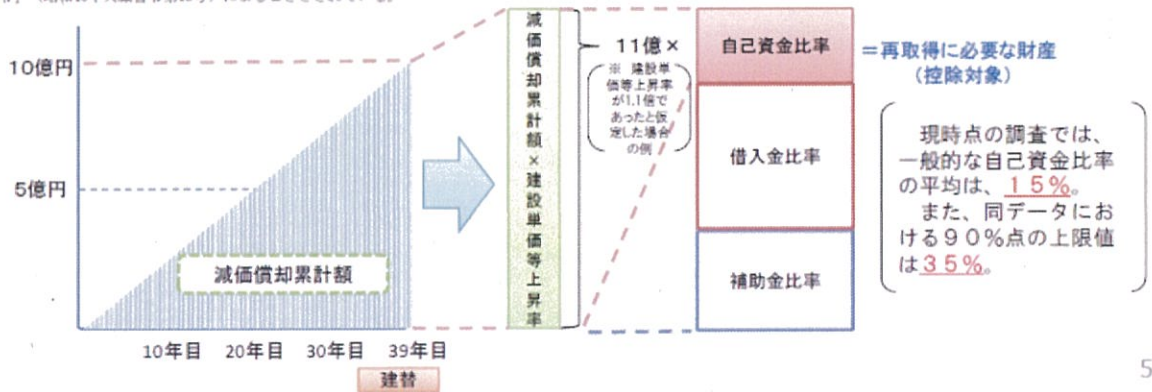 10億円
5億円
減価償却累計額
10年目 20年目 30年目 39年目
建替
減価償却累計額×建設単価等上昇率
11億×
※ 建設単
価等上昇率
が1.1倍で
あったと仮
定した場合
の例
自己資金比率
借入金比率
補助金比率
=再取得に必要な財産
(控除対象)
現時点の調査では、
一般的な自己資金比率
の平均は、15%。
また、同データにお
ける90%点の上限値
は35%。
5